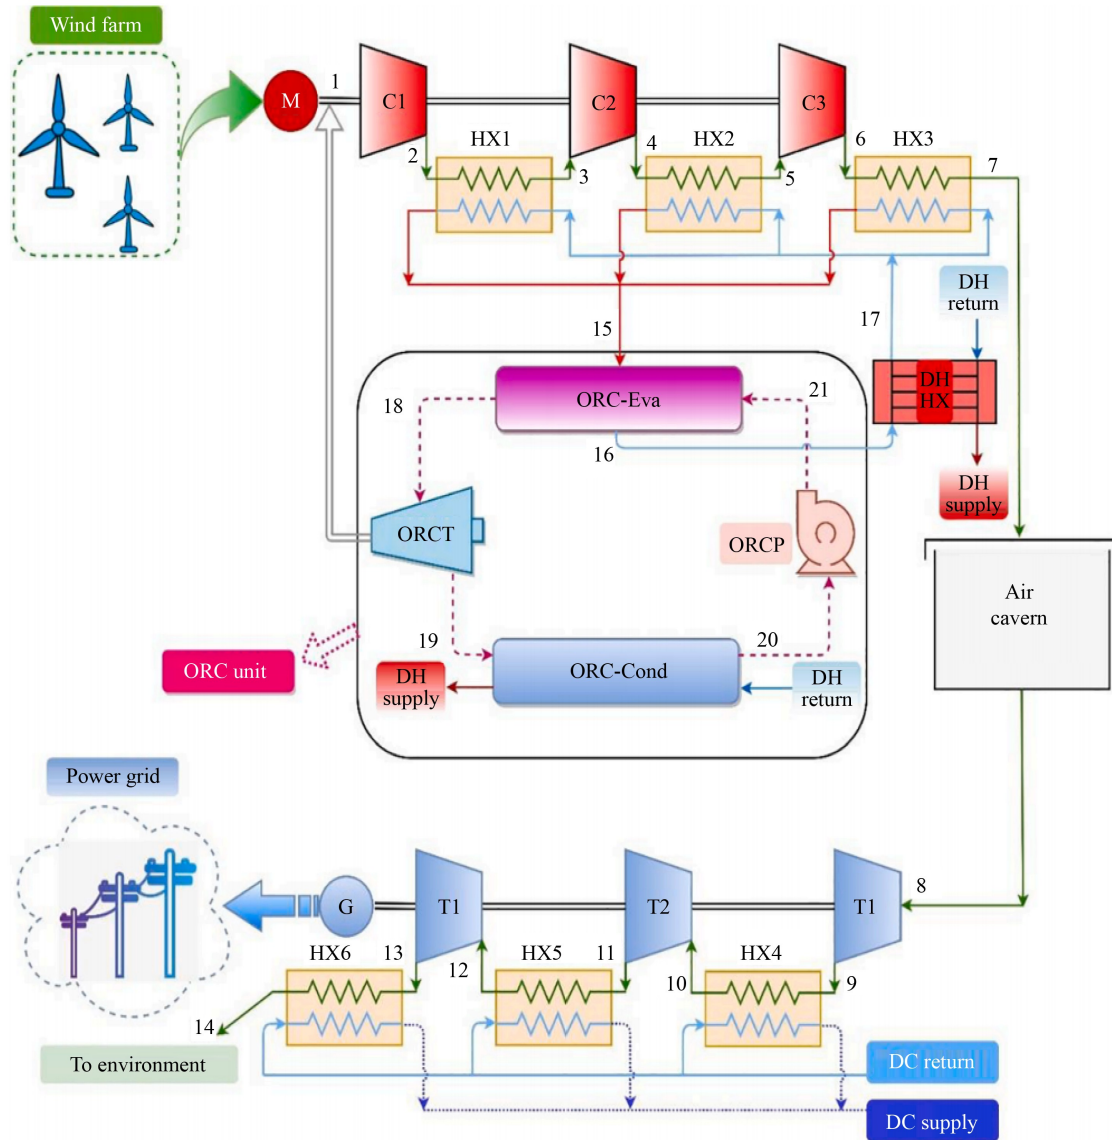 Wind farm
M
1
C1
C2
C3
2
HX1
3
4
HX2
5
6
HX3
7
15
17
DH
return
DH
HX
DH
supply
ORC-Eva
18
21
16
ORCT
ORCP
Air
cavern
19
20
ORC unit
DH
supply
ORC-Cond
DH
return
Power grid
G
T1
T2
T1
8
HX6
13
12
HX5
11
10
HX4
9
14
To environment
DC return
DC supply